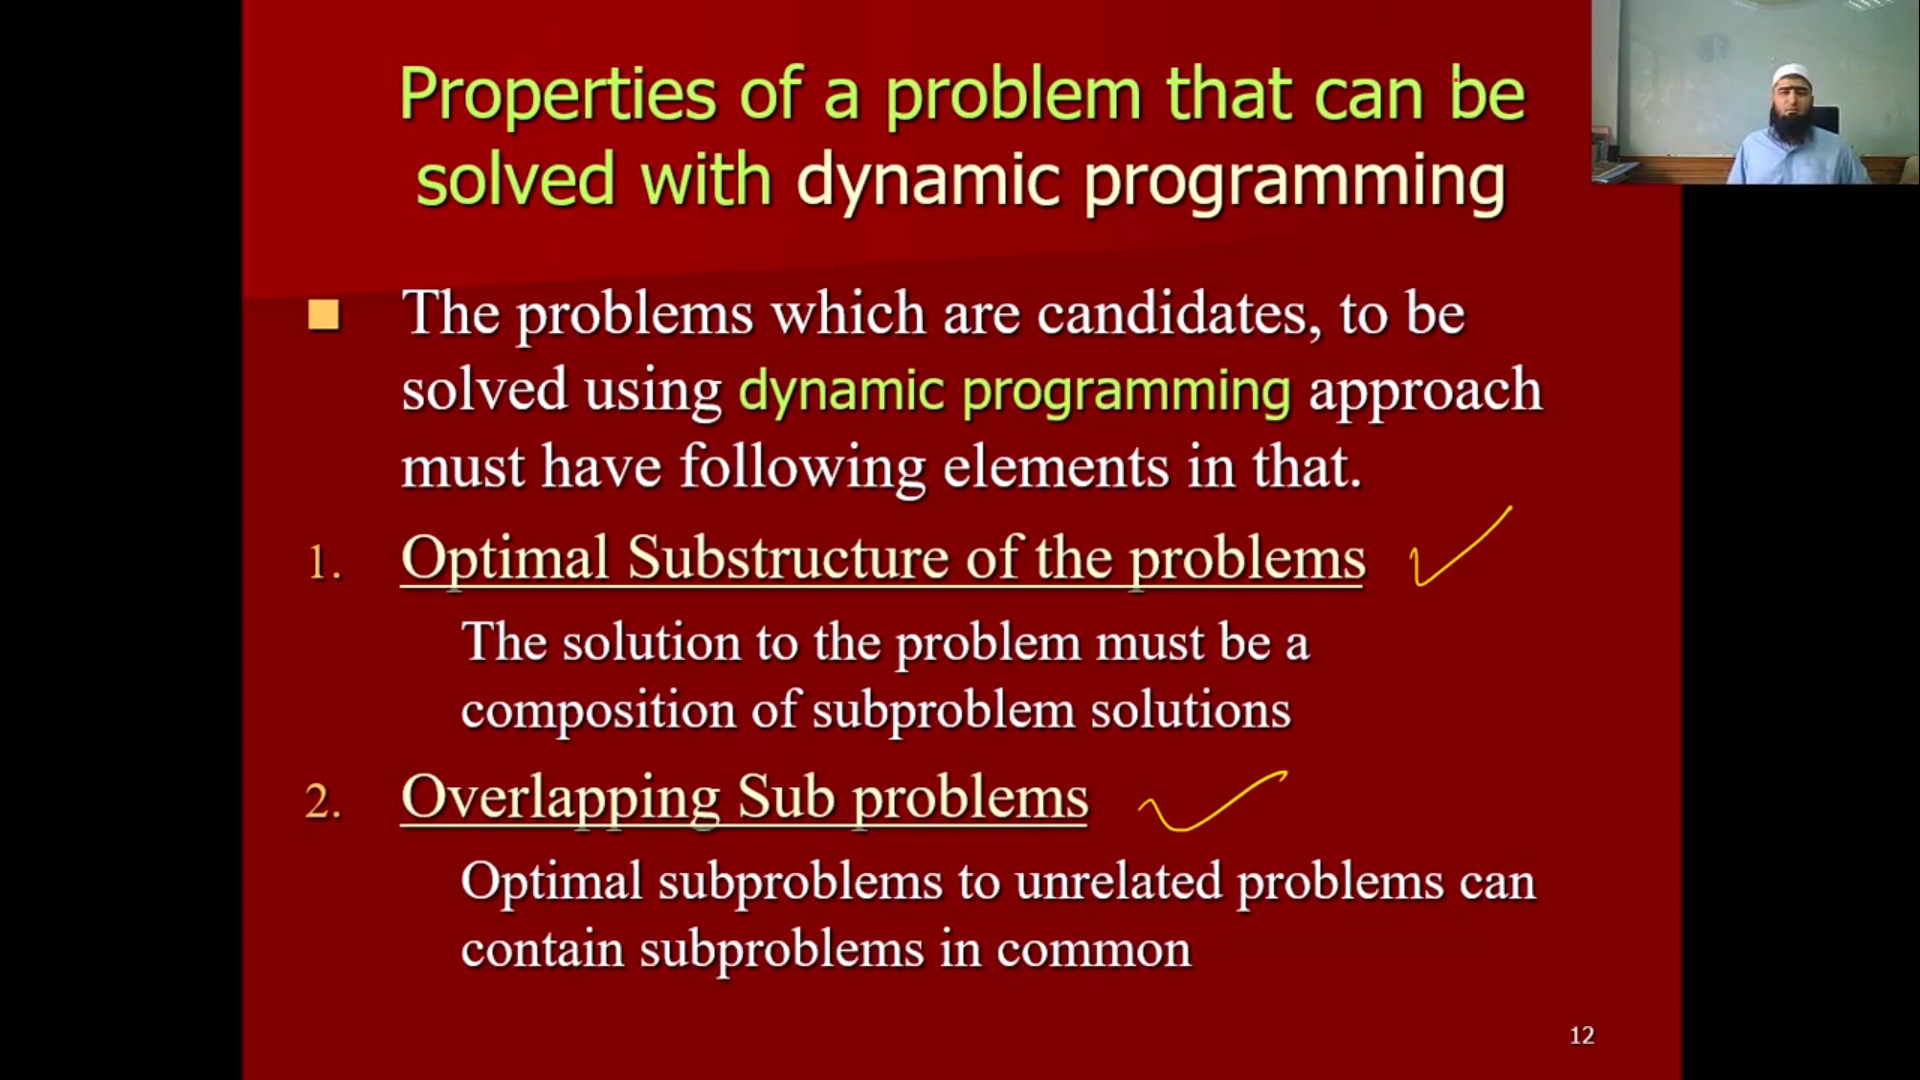 Properties of a problem that can be
solved with dynamic programming
The problems which are candidates, to be
solved using dynamic programming approach
must have following elements in that.
1. Optimal Substructure of the problems
The solution to the problem must be a
composition of subproblem solutions
2. Overlapping Sub problems
Optimal subproblems to unrelated problems can
contain subproblems in common
12